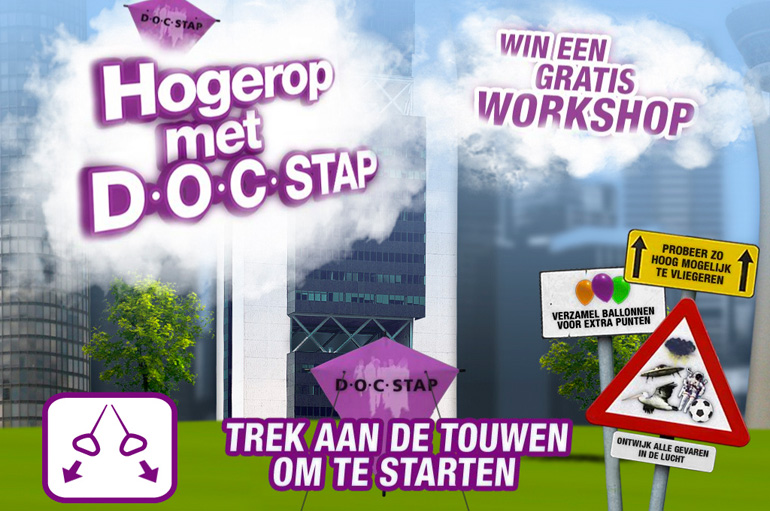 D·O·C·STAP
Hogerop
met
D·O·C·STAP
WIN EEN
GRATIS
WORKSHOP
PROBEER ZO
HOOG MOGELIJK
TE VLIEGEREN
VERZAMEL BALLONNEN
VOOR EXTRA PUNTEN
ONTWIJK ALLE GEVAREN
IN DE LUCHT
D·O·C·STAP
TREK AAN DE TOUWEN
OM TE STARTEN